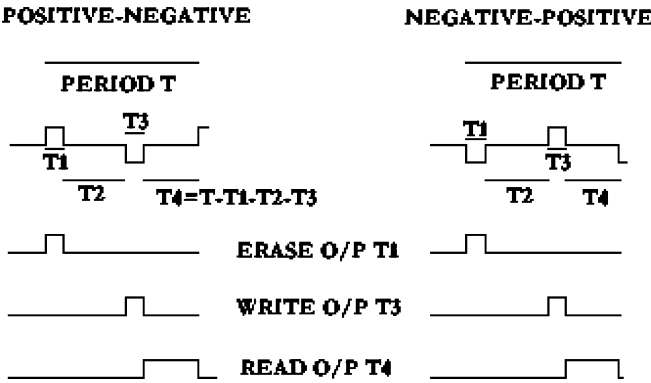 POSITIVE-NEGATIVE
NEGATIVE-POSITIVE
PERIOD T
PERIOD T
T3
T1
T1
T3
T2
T4=T-T1-T2-T3
T2
T4
ERASE O/P T1
WRITE O/P T3
READ O/P T4